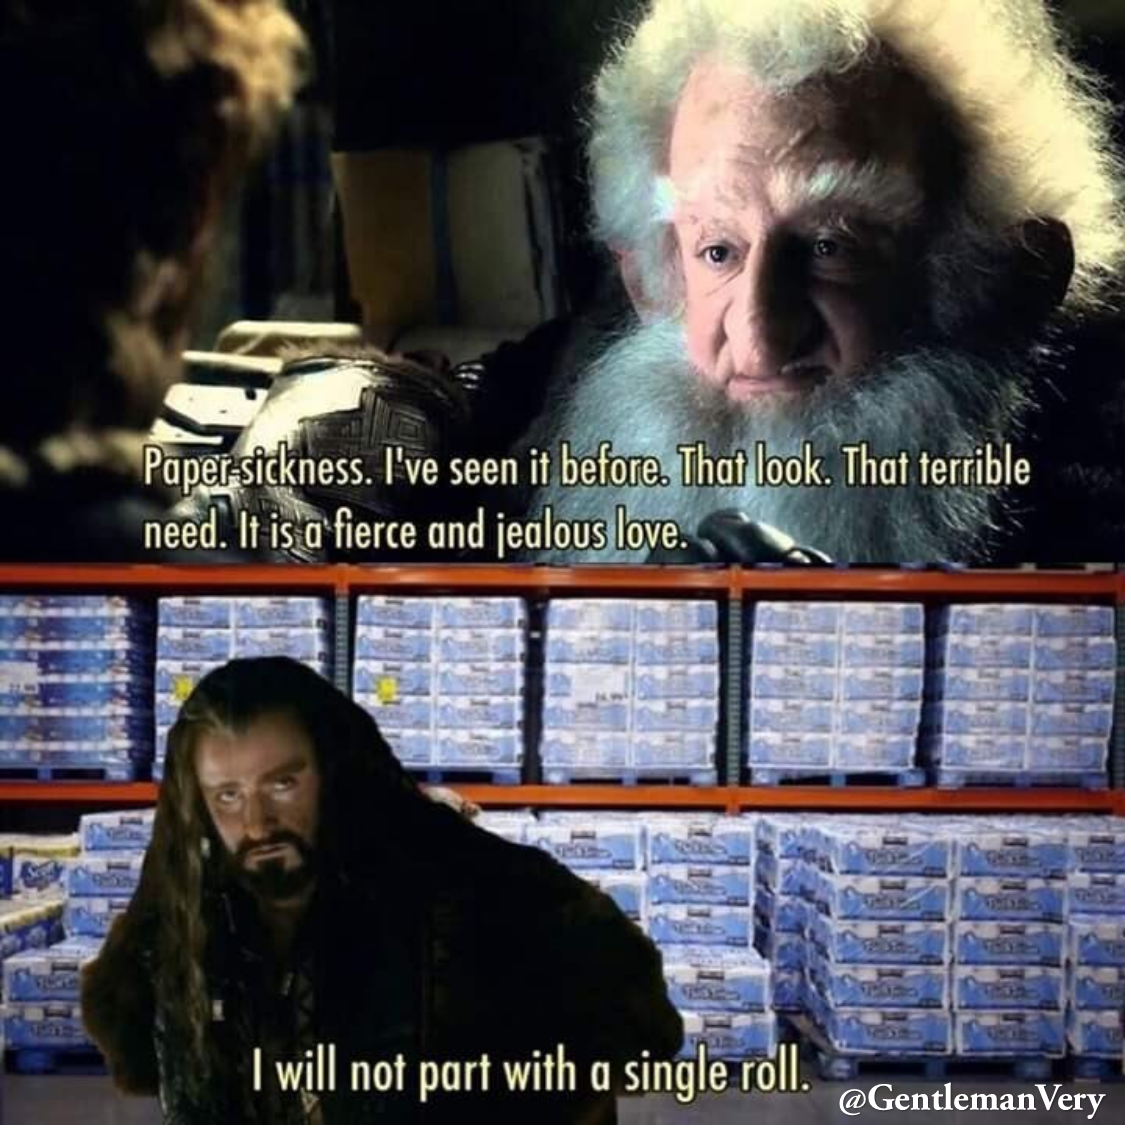 Paper-sickness. I've seen it before. That look. That terrible
need. It is a fierce and jealous love.
I will not part with a single roll.
@GentlemanVery